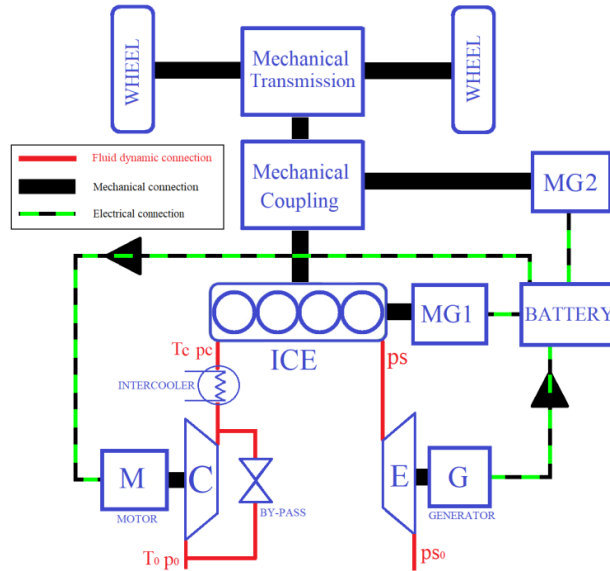 WHEEL
Mechanical
Transmission
WHEEL
Fluid dynamic connection
Mechanical connection
Electrical connection
Mechanical
Coupling
MG2
MG1
BATTERY
ICE
Tc pc
ps
INTERCOOLER
M
C
E
G
MOTOR
BY-PASS
GENERATOR
T0 p0
ps0